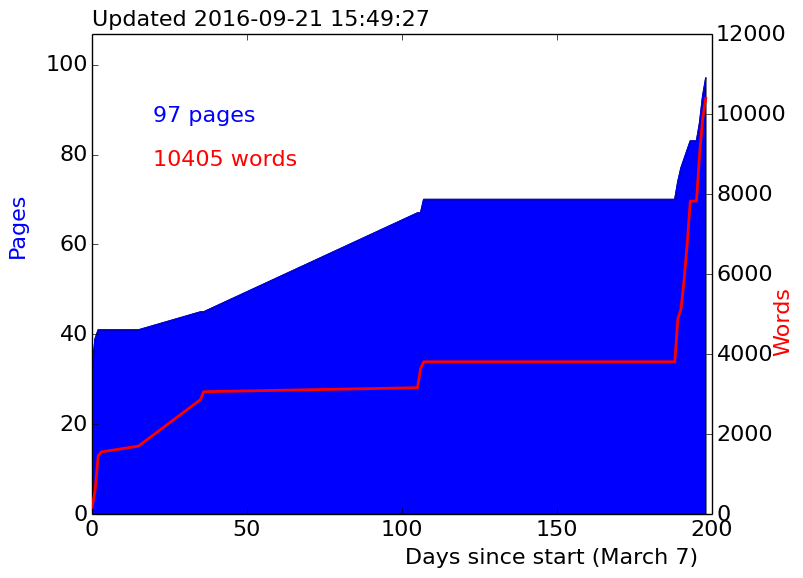 Updated 2016-09-21 15:49:27
97 pages
10405 words
Pages
100
80
60
40
20
0
12000
10000
8000
6000
4000
2000
0
Words
0 50 100 150 200
Days since start (March 7)